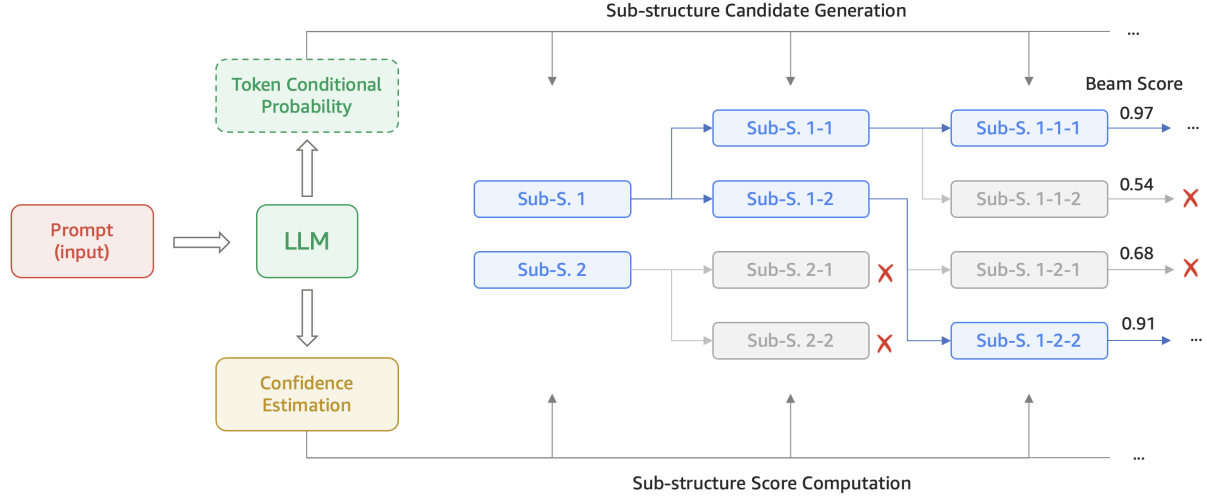 Sub-structure Candidate Generation
...
Token Conditional
Probability
Beam Score
Sub-S. 1-1
Sub-S. 1-1-1
0.97
...
Prompt
(input)
LLM
Sub-S. 1
Sub-S. 1-2
Sub-S. 1-1-2
0.54
Sub-S. 2
Sub-S. 2-1
Sub-S. 1-2-1
0.68
Sub-S. 2-2
Sub-S. 1-2-2
0.91
...
Confidence
Estimation
...
Sub-structure Score Computation